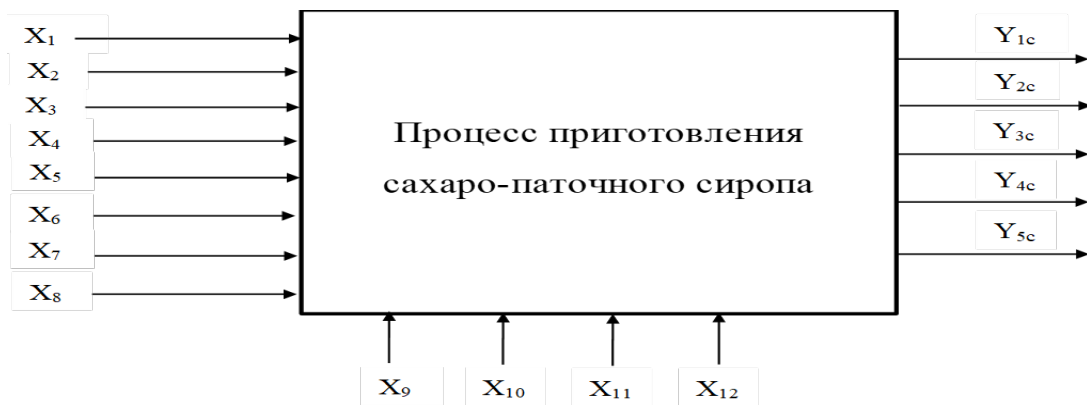 X₁
X₂
X₃
X₄
X₅
X₆
X₇
X₈
Процесс приготовления
сахаро-паточного сиропа
Y₁c
Y₂c
Y₃c
Y₄c
Y₅c
X₉ X₁₀ X₁₁ X₁₂